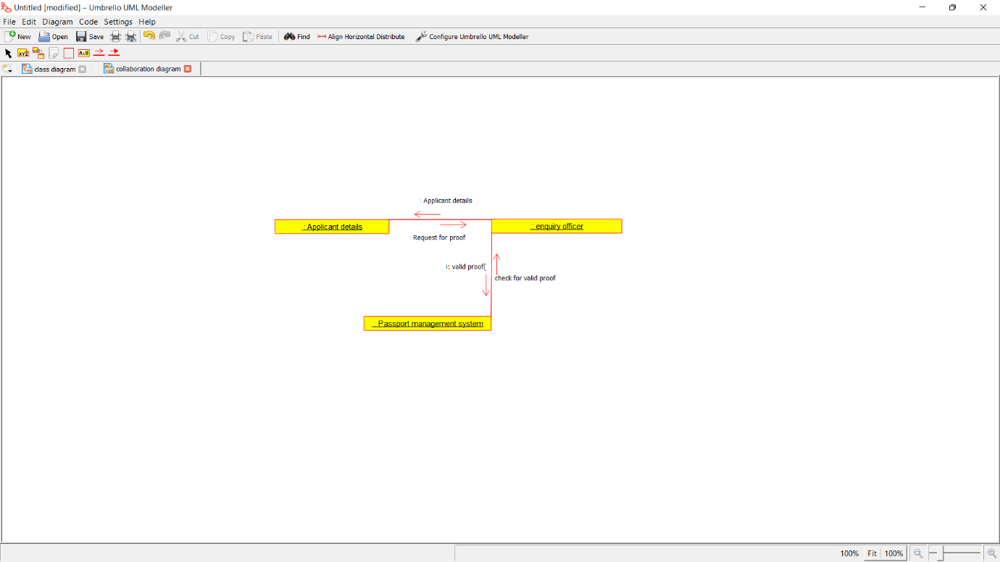 Untitled [modified] – Umbrello UML Modeller
File Edit Diagram Code Settings Help
New Open Save Cut Copy Paste Find Align Horizontal Distribute Configure Umbrello UML Modeller
XYZ A:B
class diagram collaboration diagram
: Applicant details
: Applicant details : enquiry officer
: Request for proof
: valid proof(
check for valid proof
: Passport management system
100% Fit 100%